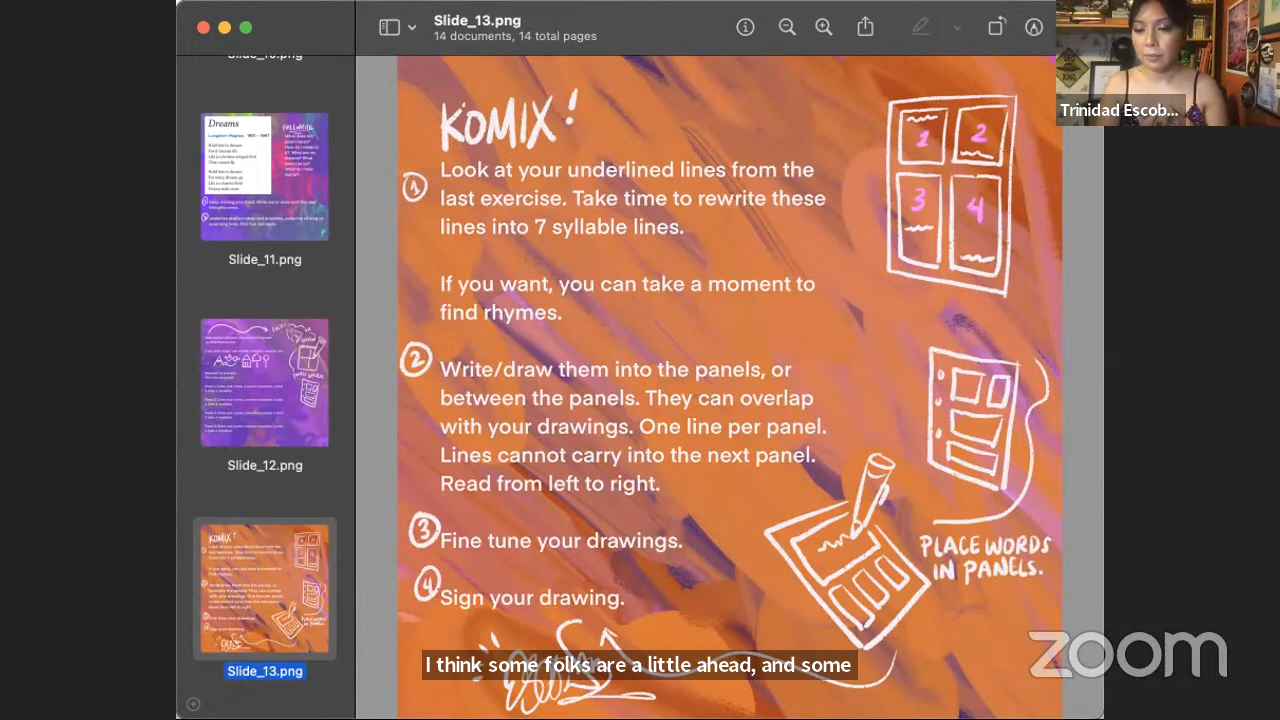 Slide_13.png
14 documents, 14 total pages
Trinidad Escob...
Dreams
Langston Hughes
Slide_11.png
Slide_12.png
KOMIX!
Slide_13.png
KOMIX!
1 Look at your underlined lines from the
last exercise. Take time to rewrite these
lines into 7 syllable lines.
If you want, you can take a moment to
find rhymes.
2 Write/draw them into the panels, or
between the panels. They can overlap
with your drawings. One line per panel.
Lines cannot carry into the next panel.
Read from left to right.
3 Fine tune your drawings.
4 Sign your drawing.
1 2
3 4
PLACE WORDS
IN PANELS.
I think some folks are a little ahead, and some
zoom